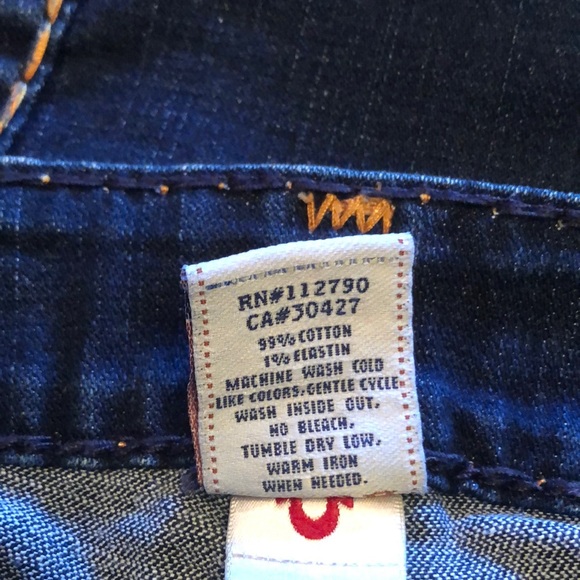 RN#112790
CA#30427
99% COTTON
1% ELASTIN
MACHINE WASH COLD
LIKE COLORS, GENTLE CYCLE
WASH INSIDE OUT,
NO BLEACH,
TUMBLE DRY LOW,
WARM IRON
WHEN NEEDED.